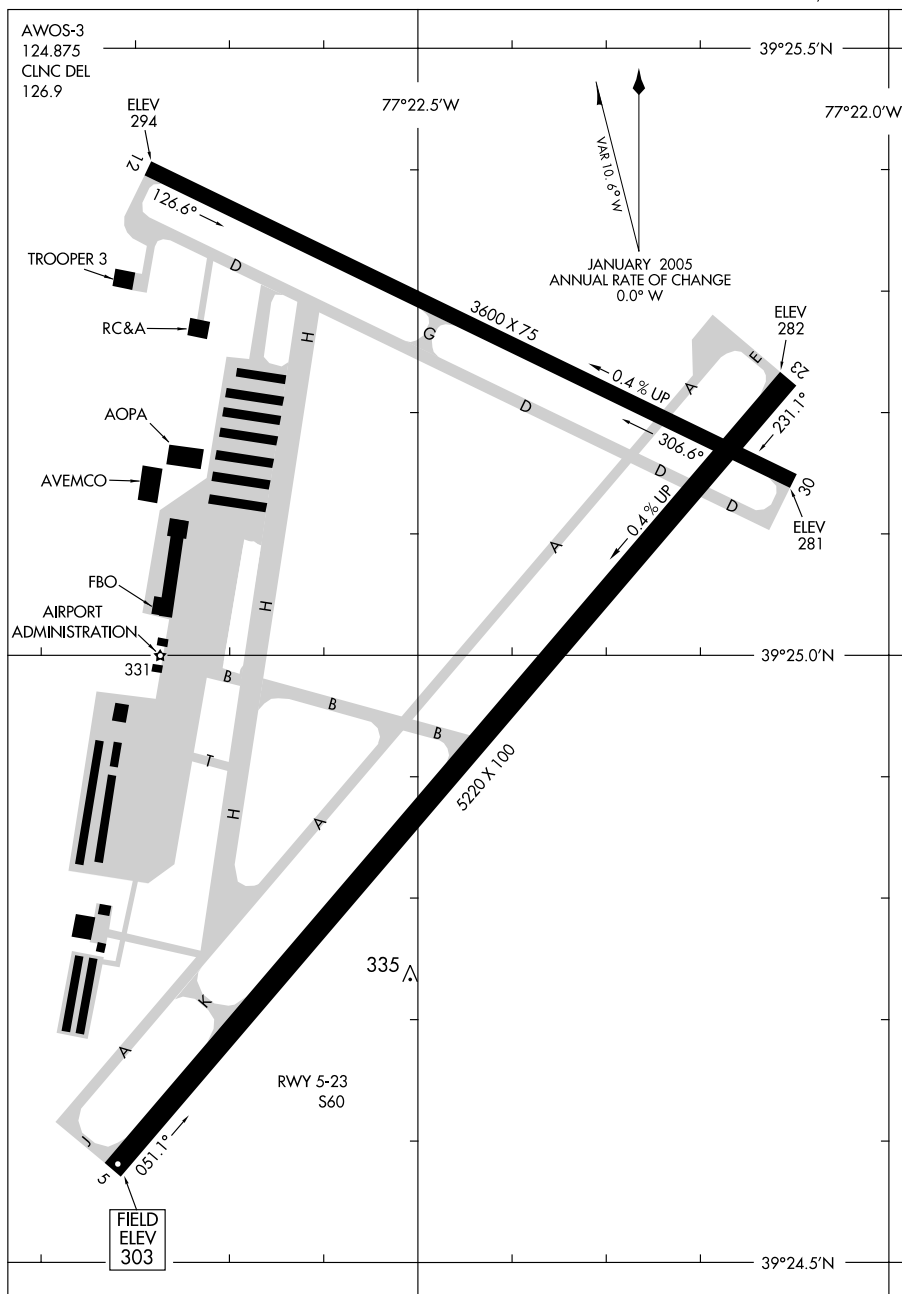 AWOS-3
124.875
CLNC DEL
126.9
39°25.5'N
77°22.5'W
77°22.0'W
ELEV
294
12
126.6°
VAR 10.6° W
JANUARY 2005
ANNUAL RATE OF CHANGE
0.0° W
TROOPER 3
D
RC&A
H
G
3600 X 75
ELEV
282
23
E
A
0.4% UP
231.1°
D
306.6°
D
D
30
ELEV
281
AOPA
AVEMCO
0.4% UP
A
FBO
H
AIRPORT
ADMINISTRATION
331
39°25.0'N
B
B
B
T
H
A
5220 X 100
335
K
A
RWY 5-23
S60
J
051.1°
5
FIELD
ELEV
303
39°24.5'N